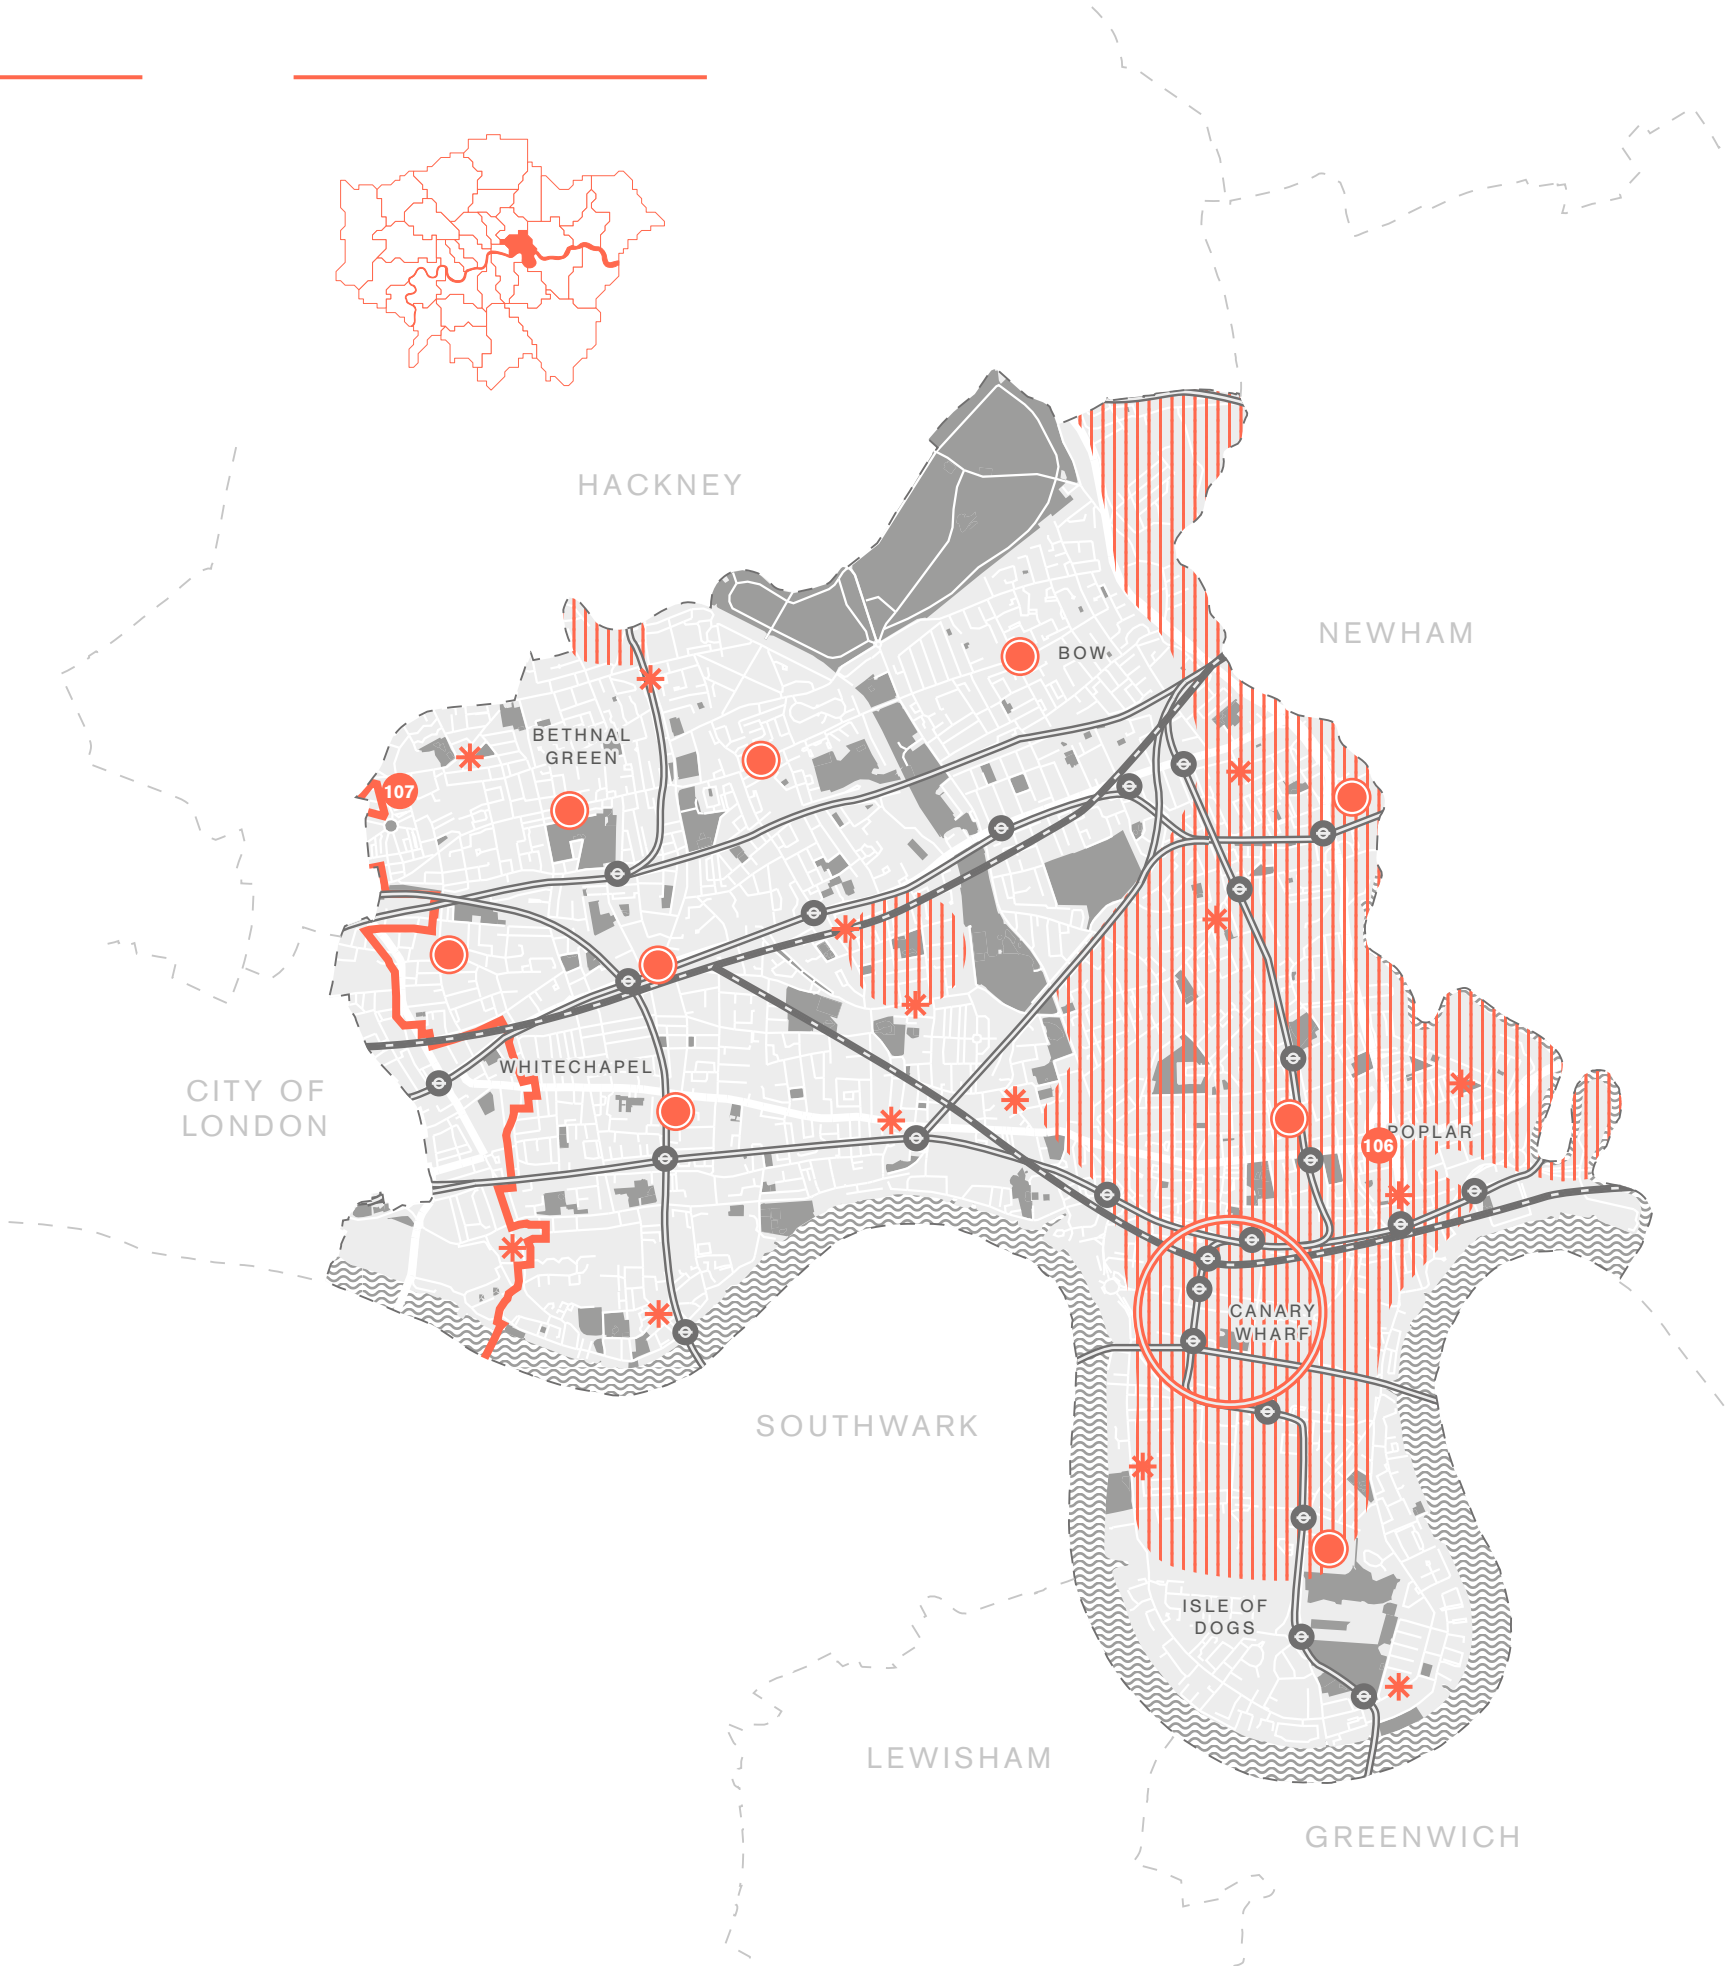 HACKNEY
NEWHAM
BOW
BETHNAL
GREEN
107
WHITECHAPEL
CITY OF
LONDON
POPLAR
106
CANARY
WHARF
SOUTHWARK
ISLE OF
DOGS
LEWISHAM
GREENWICH